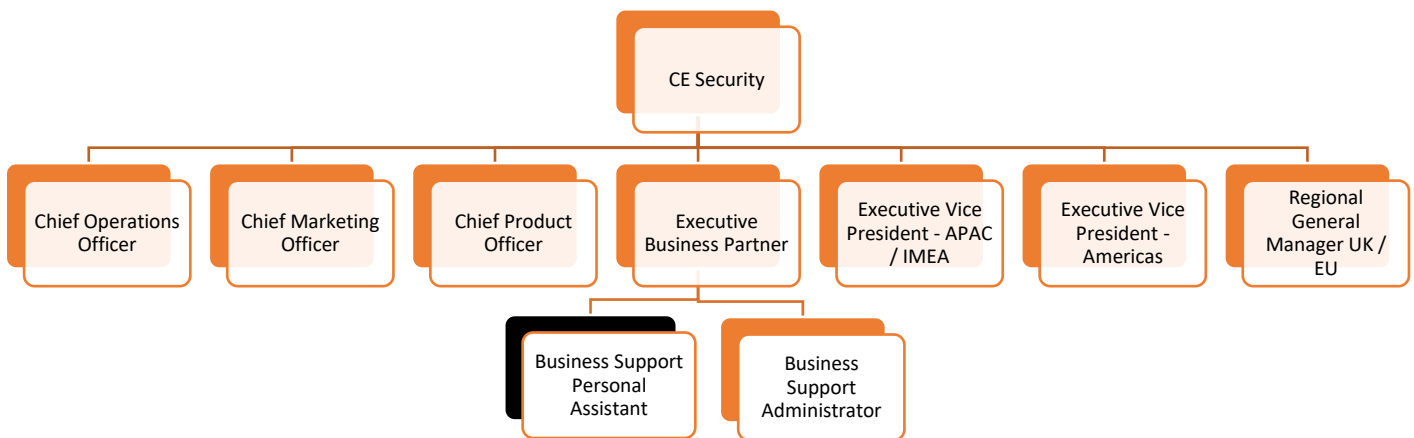 CE Security
Chief Operations
Officer
Chief Marketing
Officer
Chief Product
Officer
Executive
Business Partner
Executive Vice
President - APAC
/ IMEA
Executive Vice
President -
Americas
Regional
General
Manager UK /
EU
Business Support
Personal
Assistant
Business
Support
Administrator